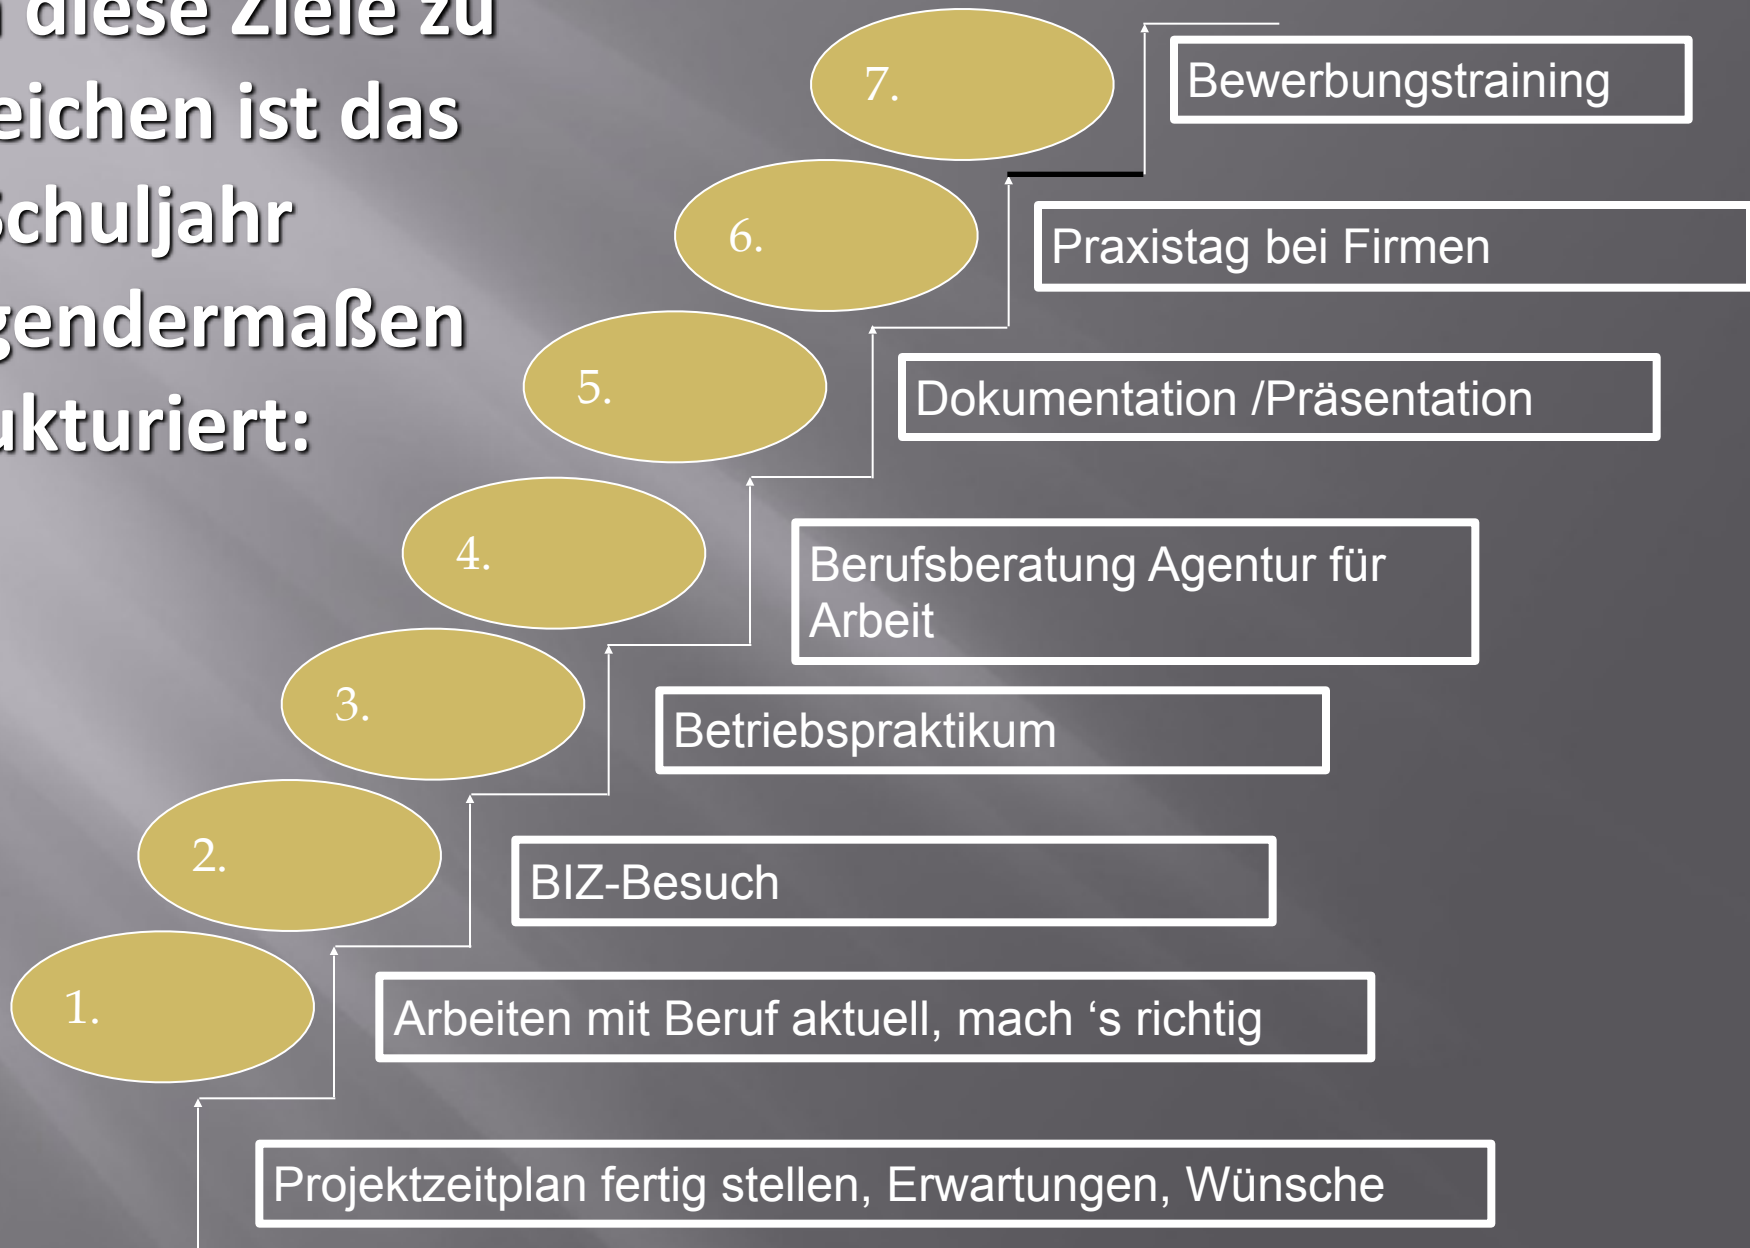 diese Ziele zu
eichen ist das
Schuljahr
gendermaßen
ukturiert:
7.
Bewerbungstraining
6.
Praxistag bei Firmen
5.
Dokumentation /Präsentation
4.
Berufsberatung Agentur für
Arbeit
3.
Betriebspraktikum
2.
BIZ-Besuch
1.
Arbeiten mit Beruf aktuell, mach ‘s richtig
Projektzeitplan fertig stellen, Erwartungen, Wünsche